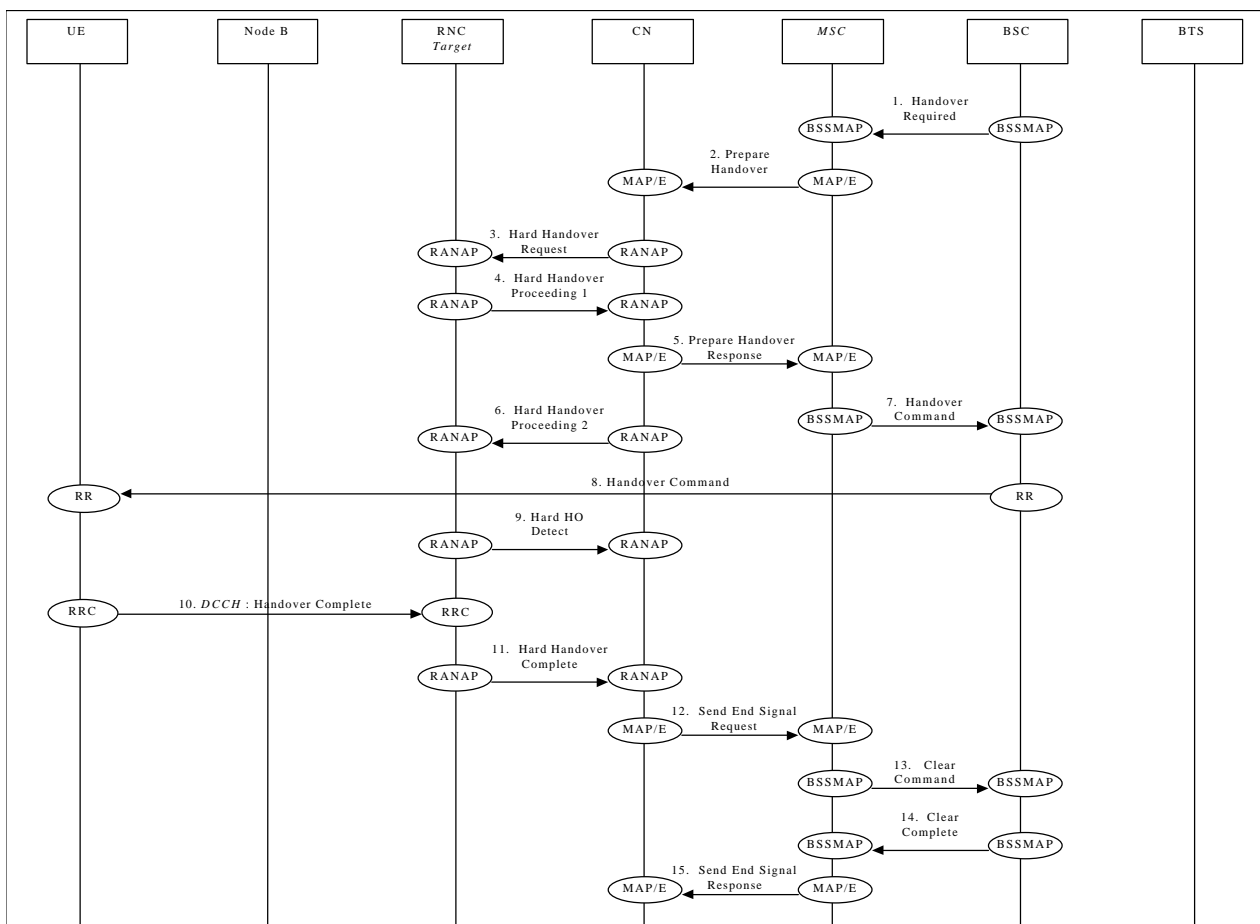 UE
Node B
RNC
Target
CN
MSC
BSC
BTS
1. Handover
Required
BSSMAP
BSSMAP
2. Prepare
Handover
MAP/E
MAP/E
3. Hard Handover
Request
RANAP
RANAP
4. Hard Handover
Proceeding 1
RANAP
RANAP
5. Prepare Handover
Response
MAP/E
MAP/E
7. Handover
Command
BSSMAP
BSSMAP
6. Hard Handover
Proceeding 2
RANAP
RANAP
8. Handover Command
RR
RR
9. Hard HO
Detect
RANAP
RANAP
10. DCCH : Handover Complete
RRC
RRC
11. Hard Handover
Complete
RANAP
RANAP
12. Send End Signal
Request
MAP/E
MAP/E
13. Clear
Command
BSSMAP
BSSMAP
14. Clear
Complete
BSSMAP
BSSMAP
15. Send End Signal
Response
MAP/E
MAP/E